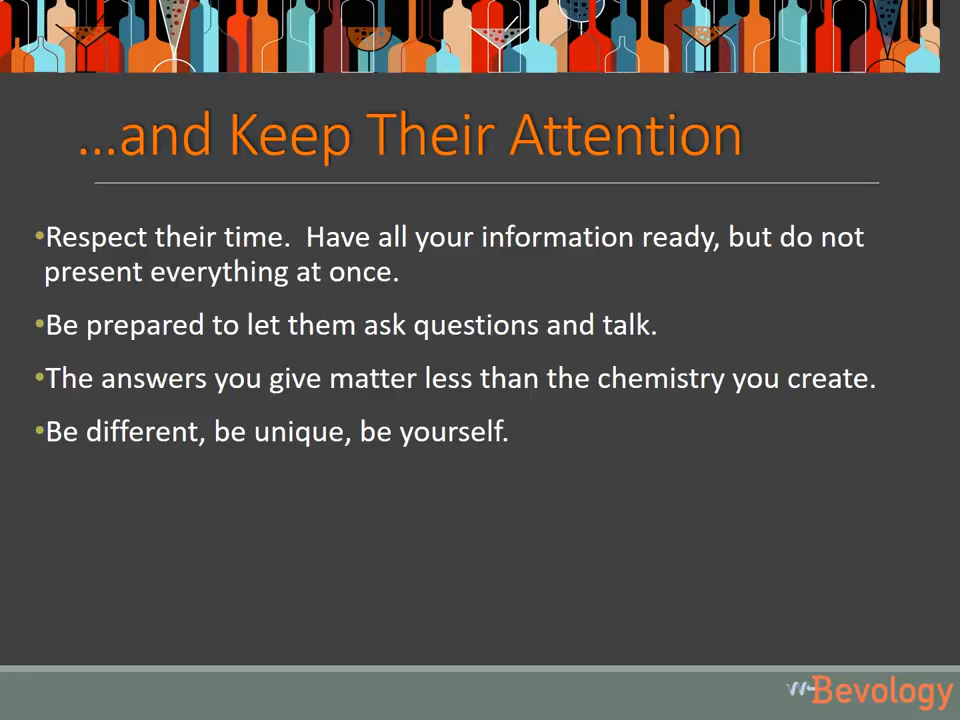 ...and Keep Their Attention
•Respect their time.  Have all your information ready, but do not
present everything at once.
•Be prepared to let them ask questions and talk.
•The answers you give matter less than the chemistry you create.
•Be different, be unique, be yourself.
Bevology